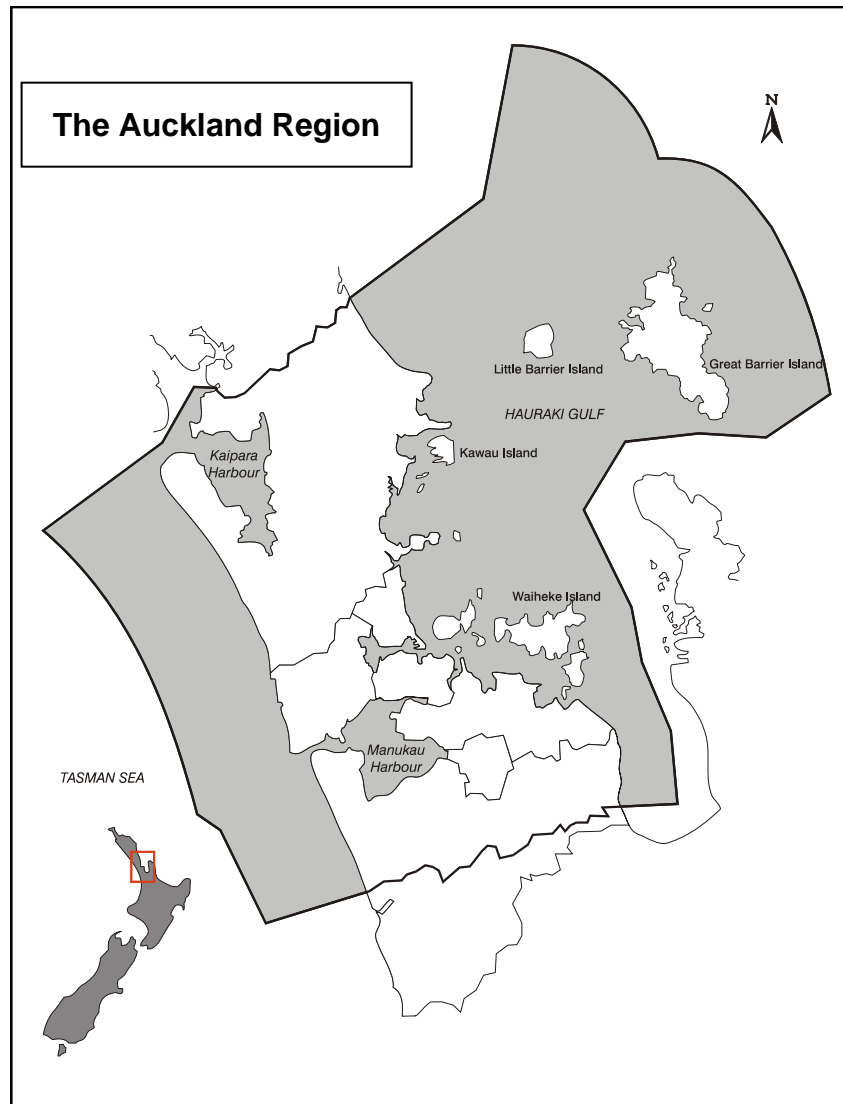 The Auckland Region
N
Little Barrier Island
Great Barrier Island
HAURAKI GULF
Kaipara
Harbour
Kawau Island
Waiheke Island
Manukau
Harbour
TASMAN SEA